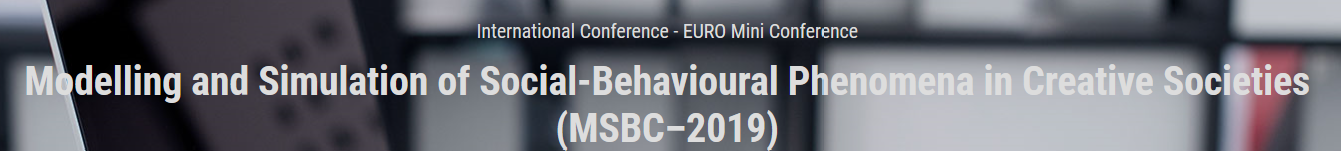 International Conference - EURO Mini Conference
Modelling and Simulation of Social-Behavioural Phenomena in Creative Societies
(MSBC–2019)